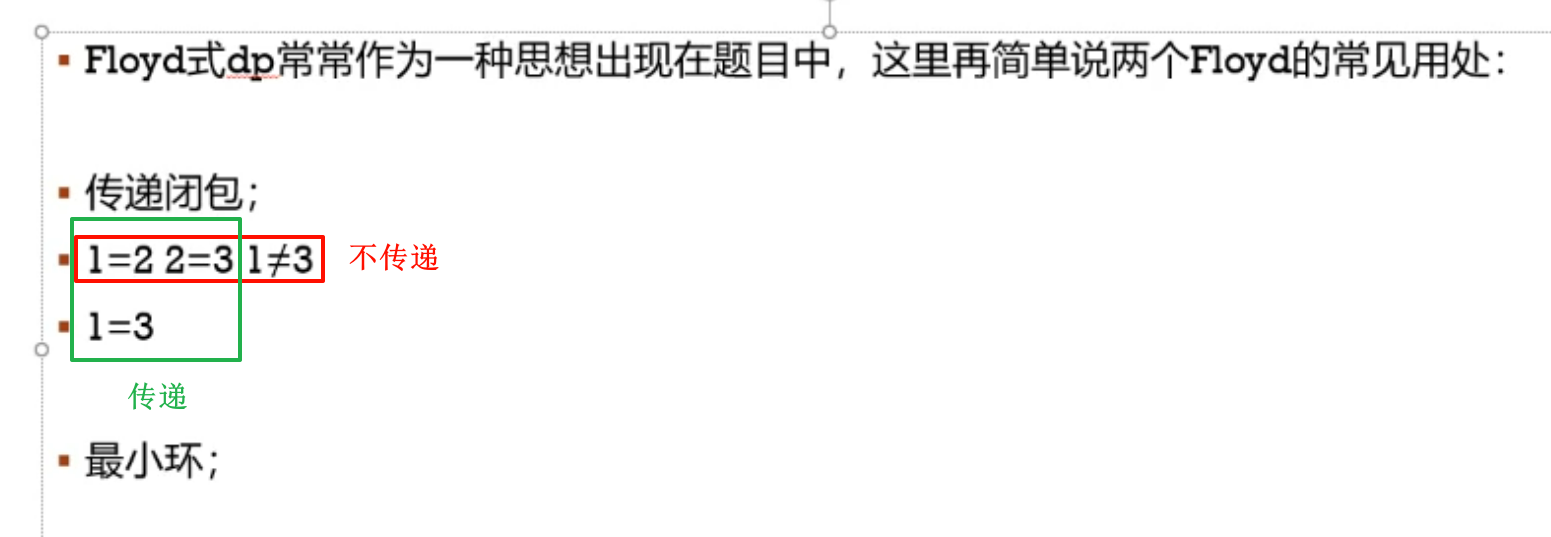 Floyd式dp常常作为一种思想出现在题目中，这里再简单说两个Floyd的常见用处：
传递闭包；
1=2 2=3 1≠3 不传递
1=3
传递
最小环；